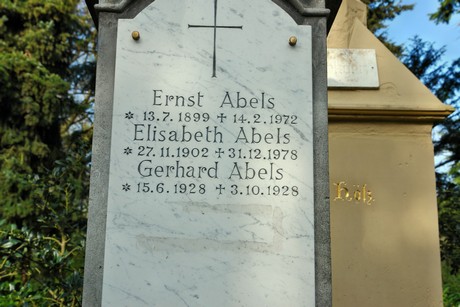 Ernst Abels
* 13.7.1899 ✝ 14.2.1972
Elisabeth Abels
* 27.11.1902 ✝ 31.12.1978
Gerhard Abels
* 15.6.1928 ✝ 3.10.1928